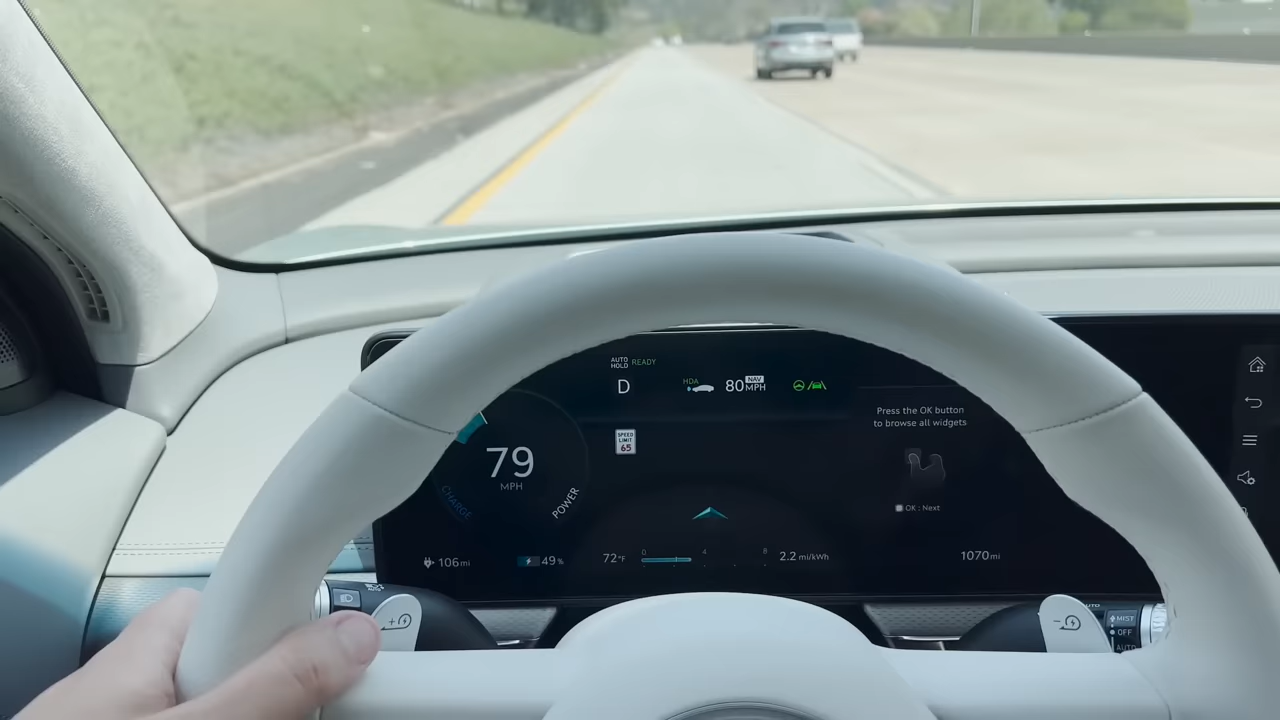 AUTO
HOLD
READY
D
HDA
80 MPH
NAV
SPEED
LIMIT
65
Press the OK button
to browse all widgets
79
MPH
CHARGE
POWER
OK : Next
106mi
49%
72°F
0 4 8
2.2 mi/kWh
1070mi
AUTO
MIST
OFF
AUTO